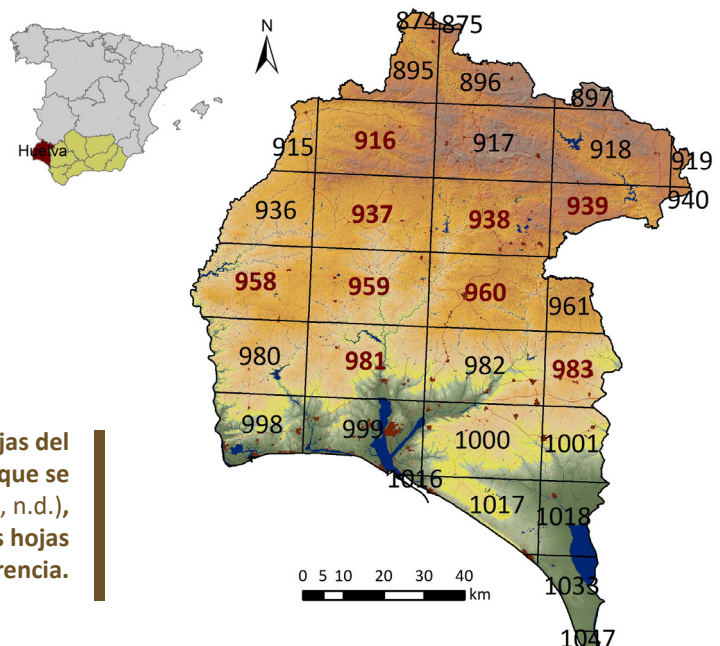 874 875
N
895 896
897
Huelva
915 916 917 918 919
936 937 938 939 940
958 959 960 961
980 981 982 983
998 999 1000 1001
jas del
que se
, n.d.),
s hojas
rencia.
1016 1017 1018
0 5 10 20 30 40
km
1033
1047